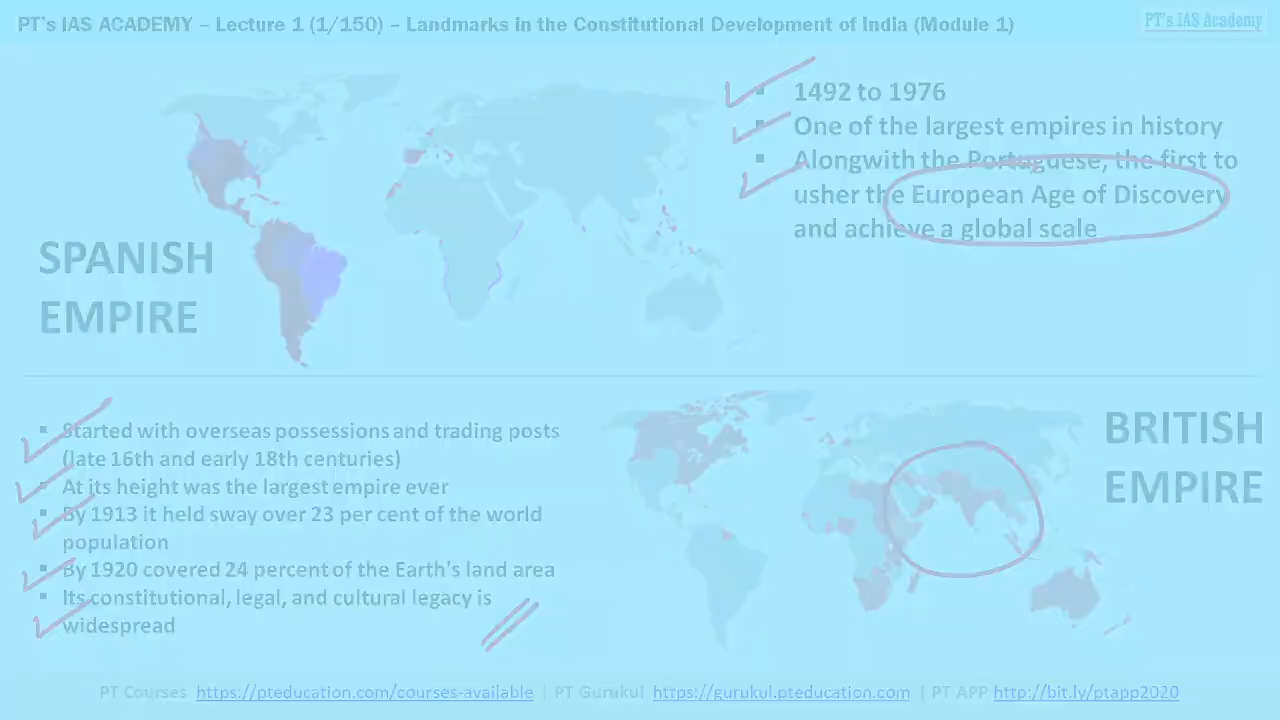 PT's IAS ACADEMY – Lecture 1 (1/150) – Landmarks in the Constitutional Development of India (Module 1)
PT's IAS Academy
SPANISH
EMPIRE
▪ 1492 to 1976
▪ One of the largest empires in history
▪ Alongwith the Portuguese, the first to
usher the European Age of Discovery
and achieve a global scale
▪ Started with overseas possessions and trading posts
(late 16th and early 18th centuries)
▪ At its height was the largest empire ever
▪ By 1913 it held sway over 23 per cent of the world
population
▪ By 1920 covered 24 percent of the Earth's land area
▪ Its constitutional, legal, and cultural legacy is
widespread
BRITISH
EMPIRE
PT Courses https://pteducation.com/courses-available | PT Gurukul https://gurukul.pteducation.com | PT APP http://bit.ly/ptapp2020